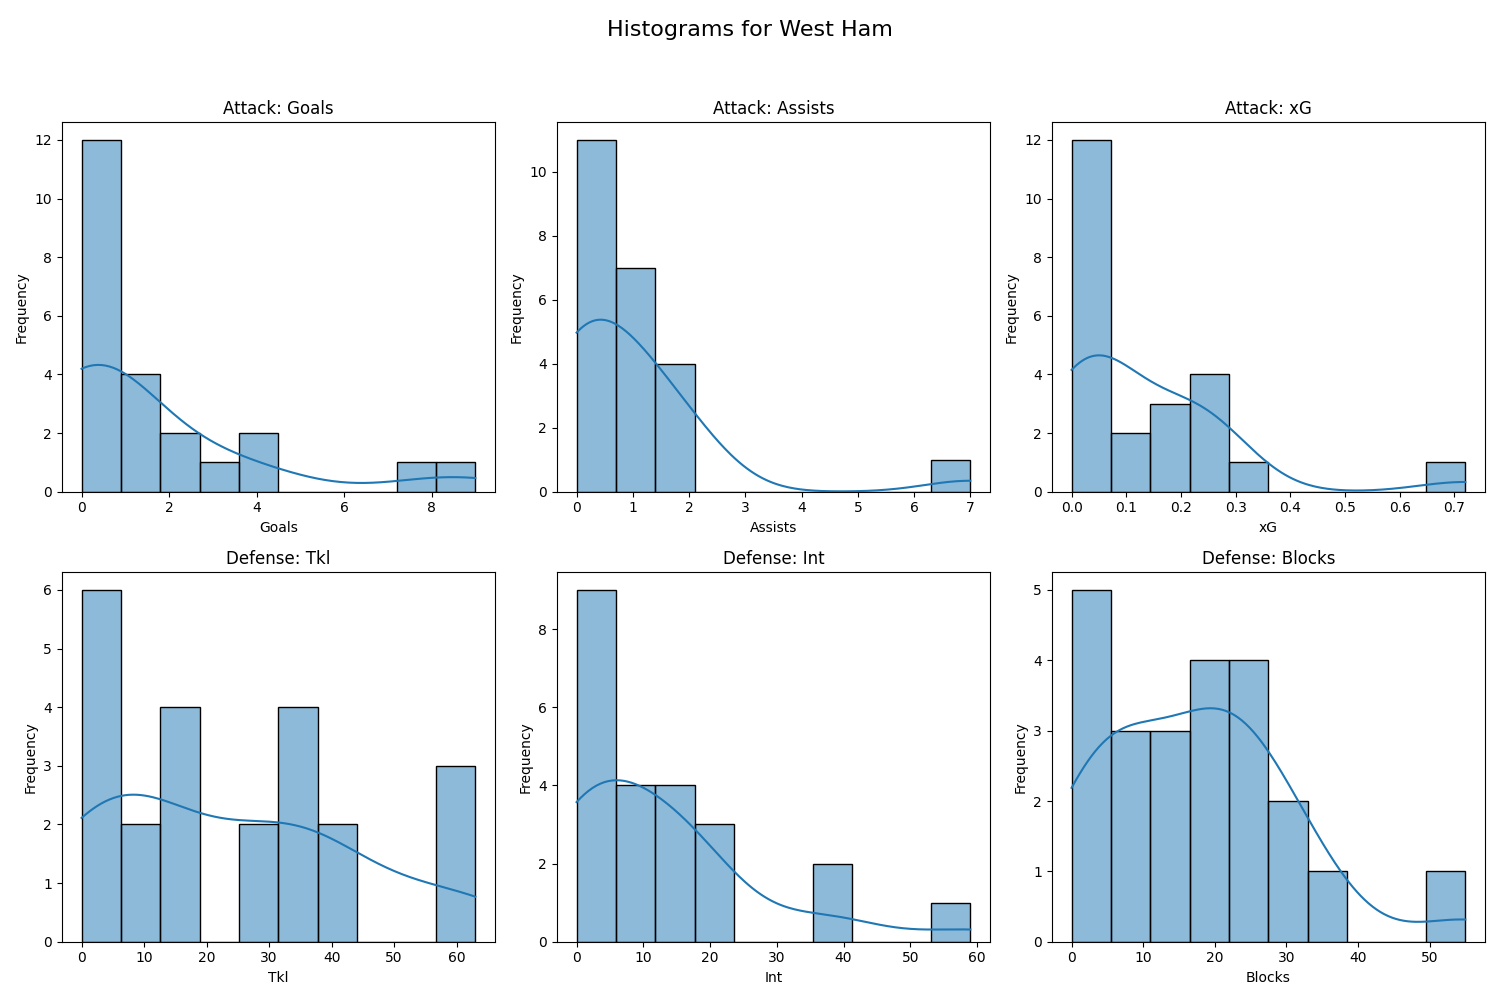 Histograms for West Ham
Attack: Goals
Frequency
12
10
8
6
4
2
0
0 2 4 6 8
Goals
Attack: Assists
Frequency
10
8
6
4
2
0
0 1 2 3 4 5 6 7
Assists
Attack: xG
Frequency
12
10
8
6
4
2
0
0.0 0.1 0.2 0.3 0.4 0.5 0.6 0.7
xG
Defense: Tkl
Frequency
6
5
4
3
2
1
0
0 10 20 30 40 50 60
Tkl
Defense: Int
Frequency
8
6
4
2
0
0 10 20 30 40 50 60
Int
Defense: Blocks
Frequency
5
4
3
2
1
0
0 10 20 30 40 50
Blocks